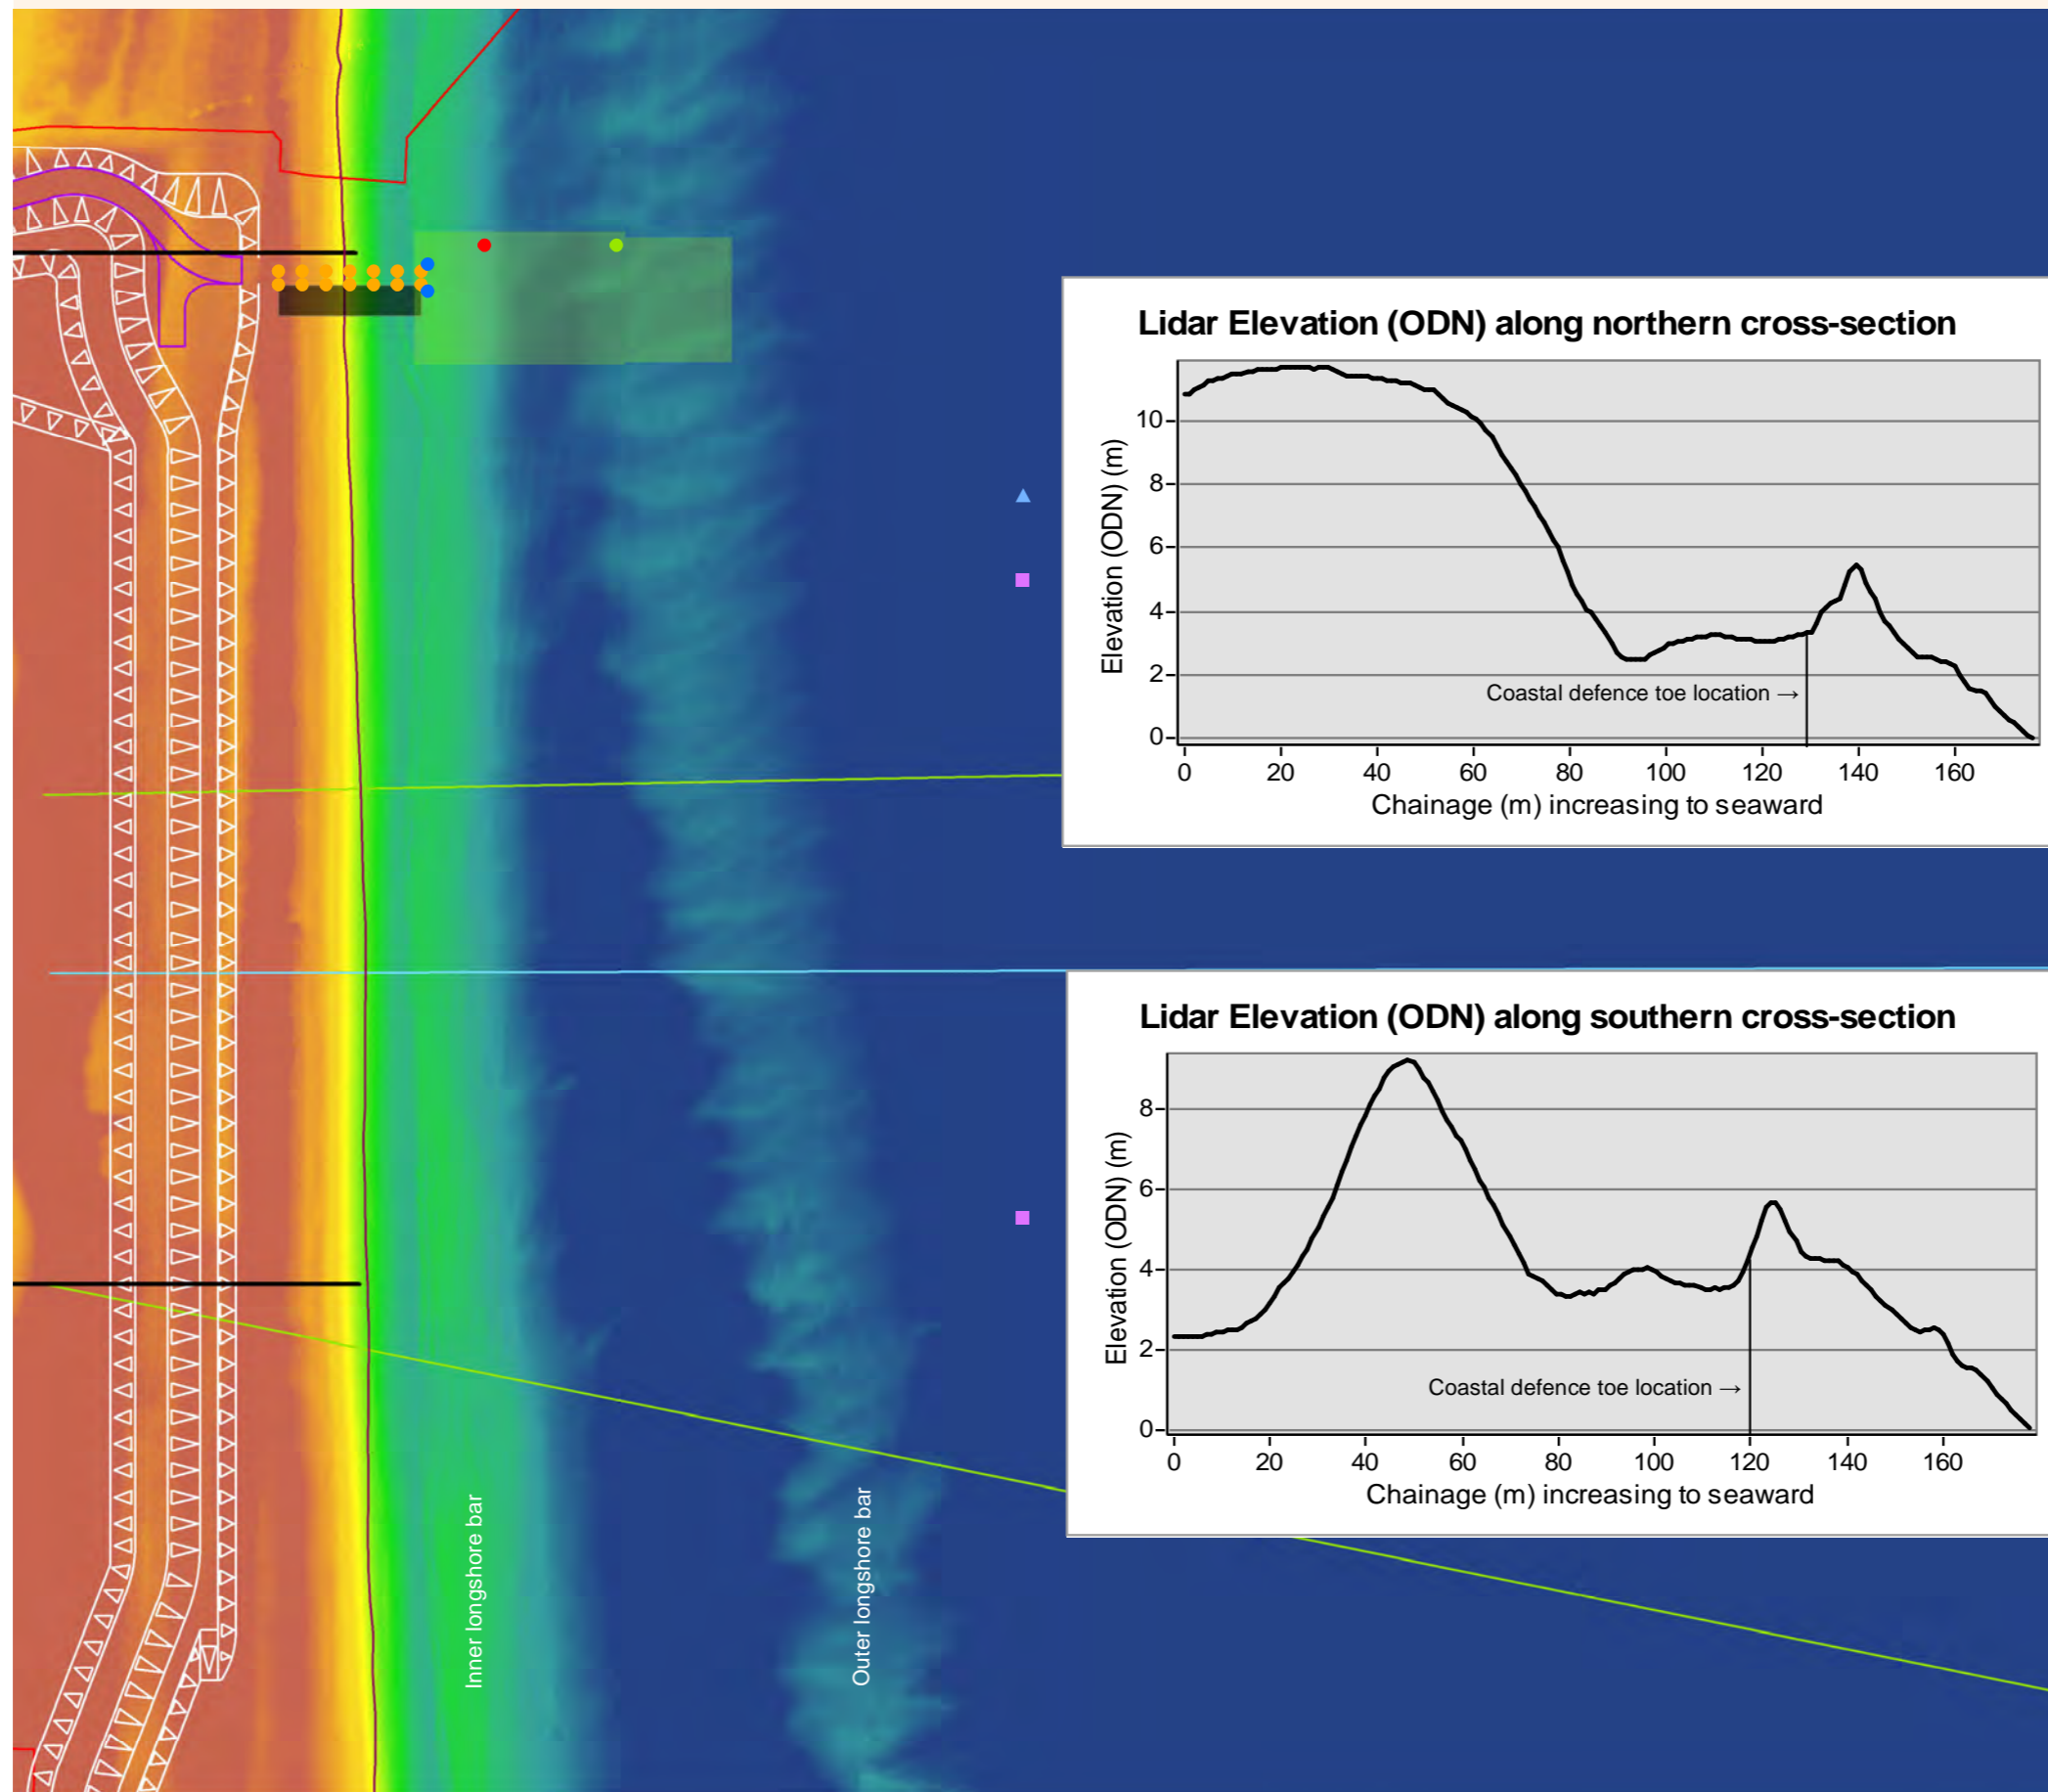 Lidar Elevation (ODN) along northern cross-section
Elevation (ODN) (m)
10
8
6
4
2
0
Coastal defence toe location →
0 20 40 60 80 100 120 140 160
Chainage (m) increasing to seaward
Lidar Elevation (ODN) along southern cross-section
Elevation (ODN) (m)
8
6
4
2
0
Coastal defence toe location →
0 20 40 60 80 100 120 140 160
Chainage (m) increasing to seaward
Inner longshore bar
Outer longshore bar